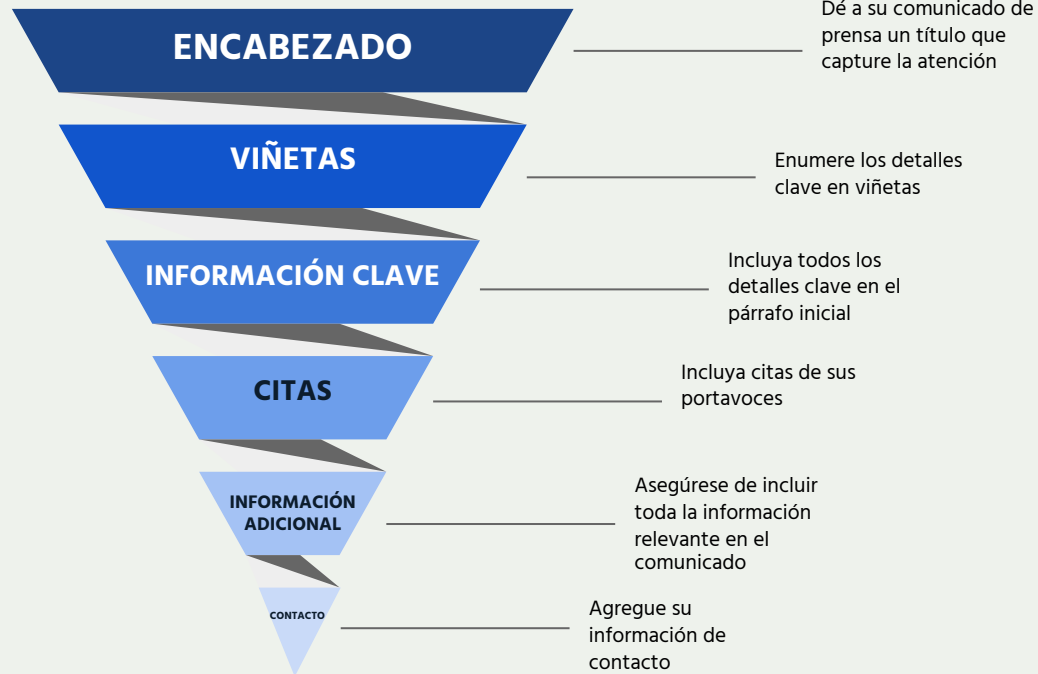 ENCABEZADO
Dé a su comunicado de
prensa un título que
capture la atención
VIÑETAS
Enumere los detalles
clave en viñetas
INFORMACIÓN CLAVE
Incluya todos los
detalles clave en el
párrafo inicial
CITAS
Incluya citas de sus
portavoces
INFORMACIÓN
ADICIONAL
Asegúrese de incluir
toda la información
relevante en el
comunicado
CONTACTO
Agregue su
información de
contacto